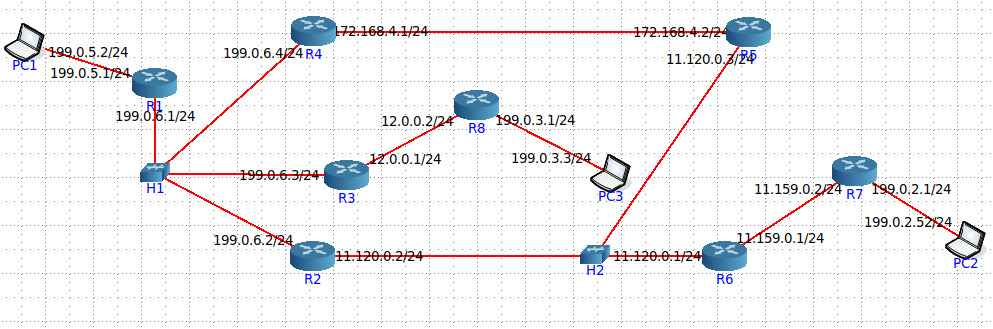 172.168.4.1/24
172.168.4.2/24
199.0.5.2/24
199.0.6.4/24
R4
R5
11.120.0.3/24
PC1
199.0.5.1/24
R1
199.0.6.1/24
12.0.0.2/24
199.0.3.1/24
R8
12.0.0.1/24
199.0.3.3/24
H1
199.0.6.3/24
R3
PC3
11.159.0.2/24
199.0.2.1/24
R7
199.0.2.52/24
199.0.6.2/24
11.159.0.1/24
R2
11.120.0.2/24
H2
11.120.0.1/24
R6
PC2